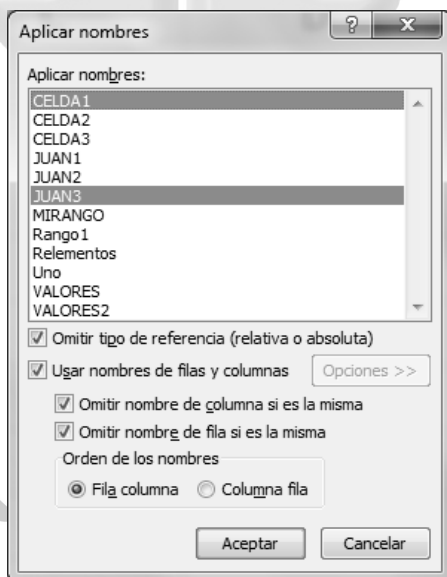 Aplicar nombres
Aplicar nombres:
CELDA1
CELDA2
CELDA3
JUAN1
JUAN2
JUAN3
MIRANGO
Rango1
Relementos
Uno
VALORES
VALORES2
Omitir tipo de referencia (relativa o absoluta)
Usar nombres de filas y columnas Opciones >>
Omitir nombre de columna si es la misma
Omitir nombre de fila si es la misma
Orden de los nombres
Fila columna Columna fila
Aceptar Cancelar